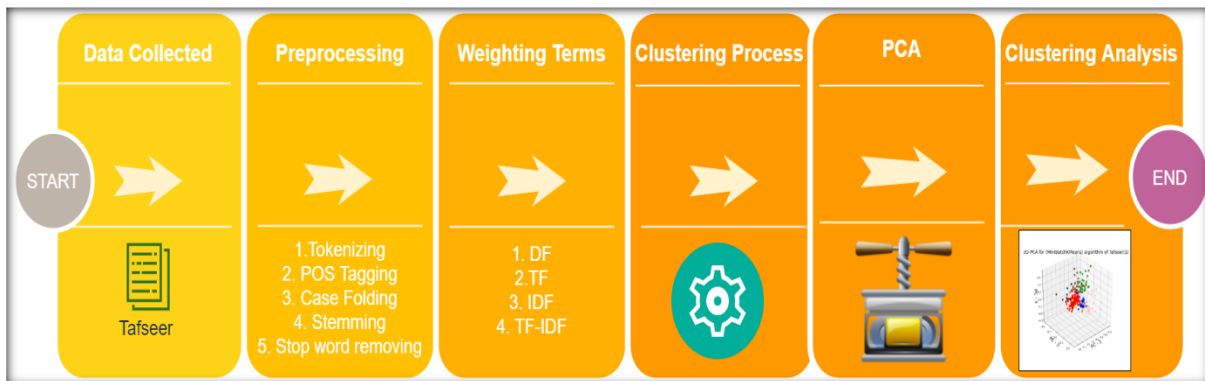 Data Collected
Preprocessing
Weighting Terms
Clustering Process
PCA
Clustering Analysis
START
END
Tafseer
1.Tokenizing
2. POS Tagging
3. Case Folding
4. Stemming
5. Stop word removing
1. DF
2.TF
3. IDF
4. TF-IDF